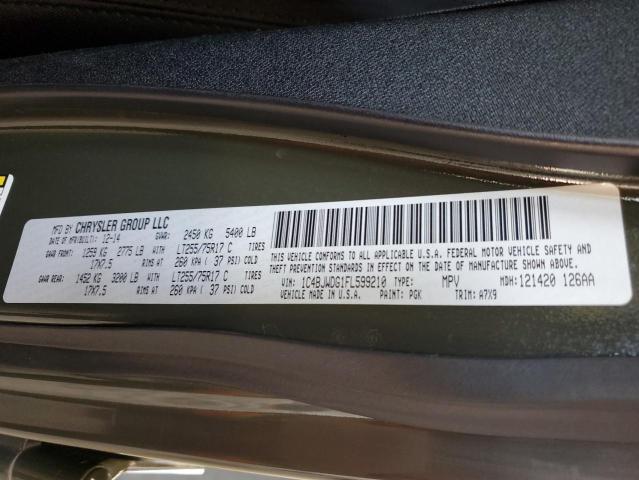 MFD BY CHRYSLER GROUP LLC
DATE OF MFR/BUILT: 12-14 GVWR: 2450 KG 5400 LB
GAWR FRONT: 1259 KG 2775 LB WITH LT255/75R17 C TIRES
17X7.5 RIMS AT 260 KPA ( 37 PSI) COLD
GAWR REAR: 1452 KG 3200 LB WITH LT255/75R17 C TIRES
17X7.5 RIMS AT 260 KPA ( 37 PSI) COLD
THIS VEHICLE CONFORMS TO ALL APPLICABLE U.S.A. FEDERAL MOTOR VEHICLE SAFETY AND
THEFT PREVENTION STANDARDS IN EFFECT ON THE DATE OF MANUFACTURE SHOWN ABOVE.
VIN: 1C4BJWDG1FL599210 TYPE: MPV MDH: 121420 126AA
VEHICLE MADE IN U.S.A. PAINT: PGK TRIM: A7X9